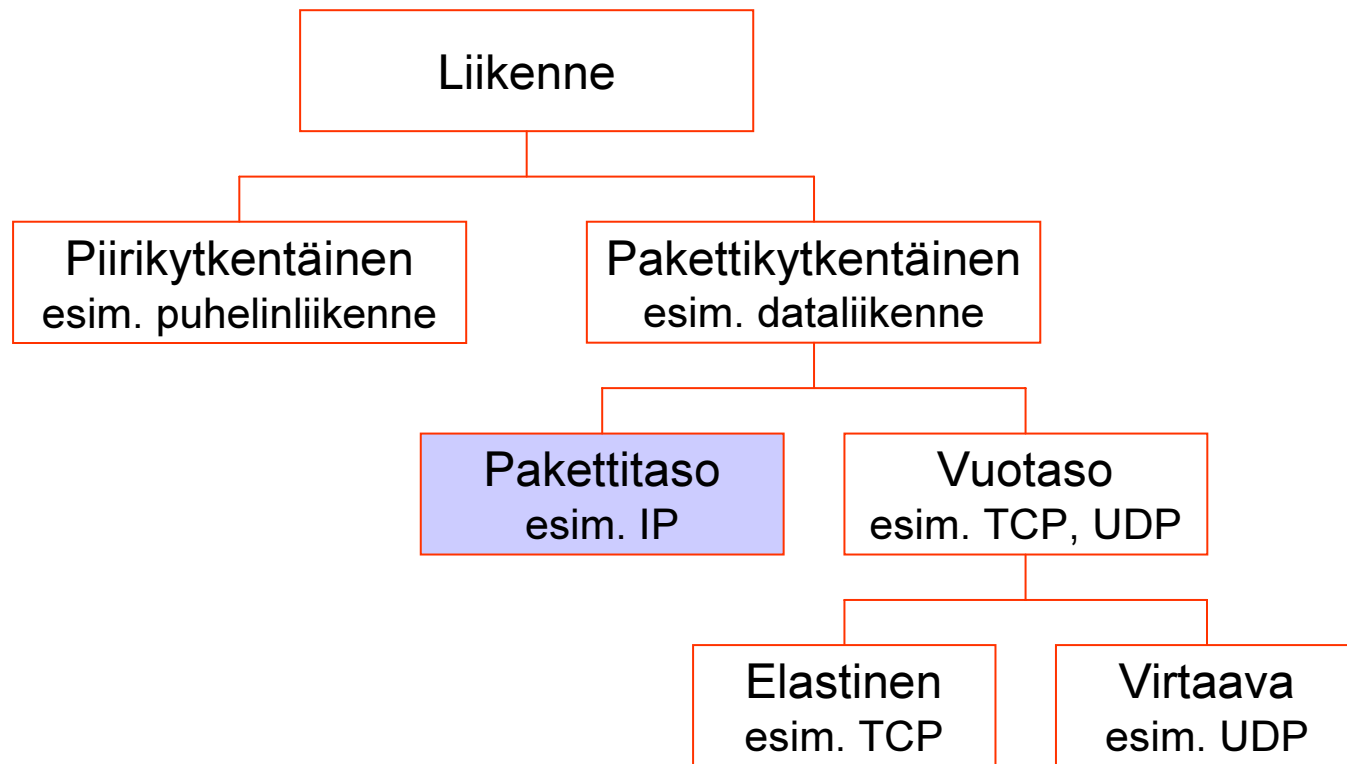 Liikenne
Piirikytkentäinen
esim. puhelinliikenne
Pakettikytkentäinen
esim. dataliikenne
Pakettitaso
esim. IP
Vuotaso
esim. TCP, UDP
Elastinen
esim. TCP
Virtaava
esim. UDP